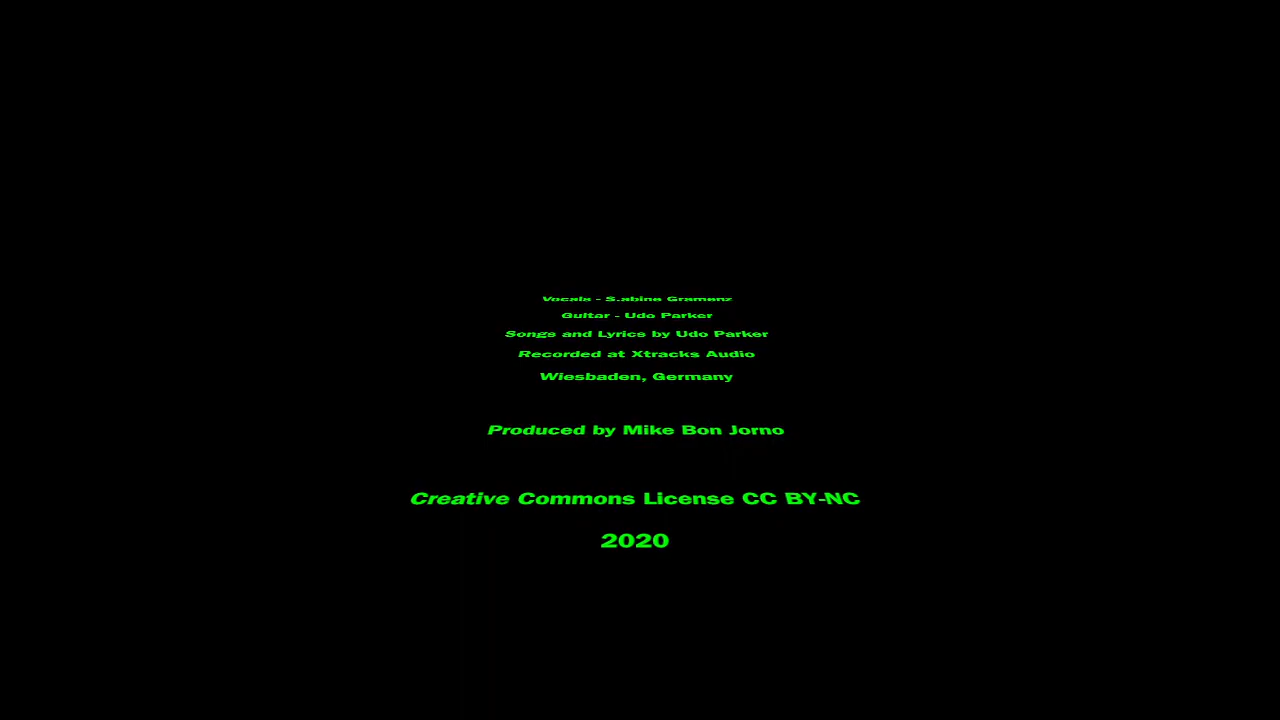 Vocals - S.abine Gramenz
Guitar - Udo Parker
Songs and Lyrics by Udo Parker
Recorded at Xtracks Audio
Wiesbaden, Germany
Produced by Mike Bon Jorno
Creative Commons License CC BY-NC
2020